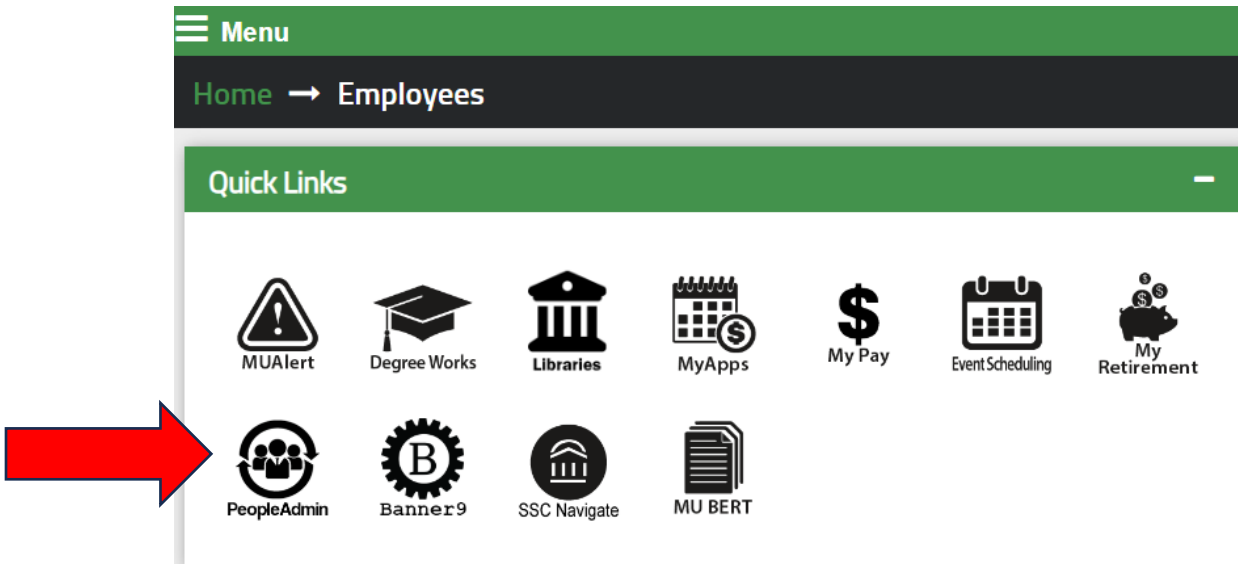 Menu
Home → Employees
Quick Links
MUAlert
Degree Works
Libraries
MyApps
$
My Pay
Event Scheduling
My
Retirement
PeopleAdmin
B
Banner9
SSC Navigate
MU BERT